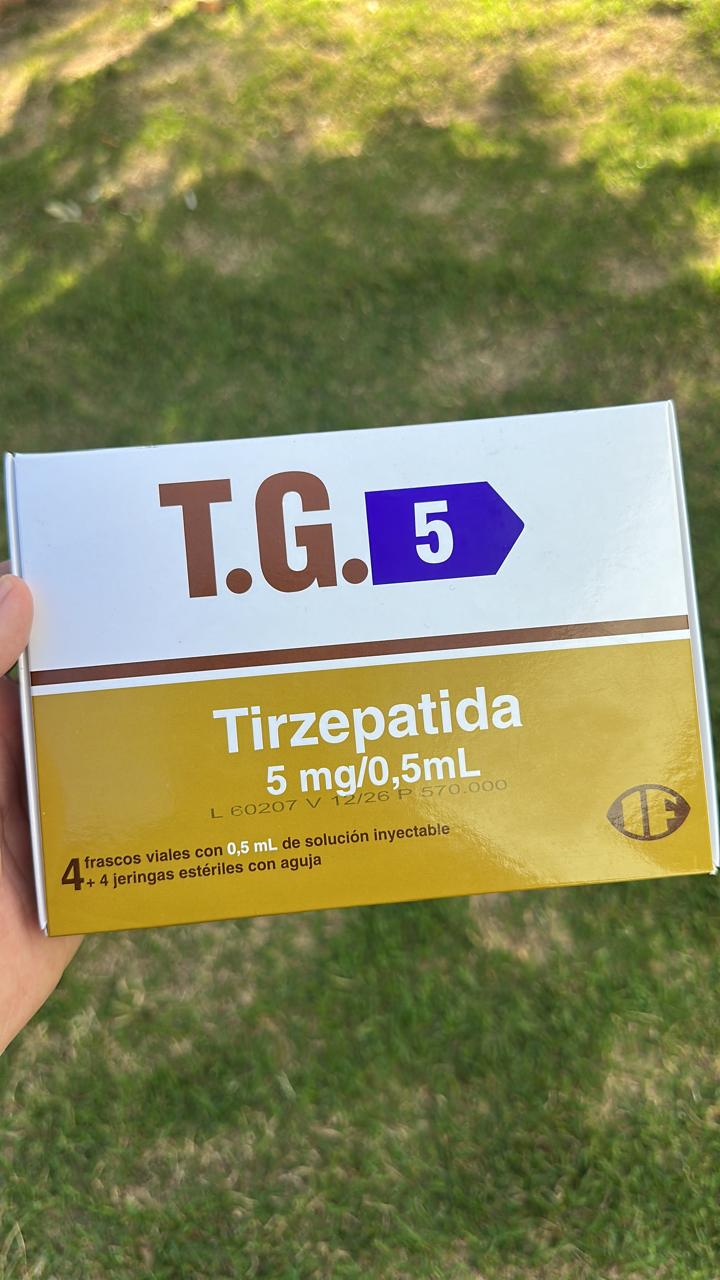 T.G. 5
Tirzepatida
5 mg/0,5mL
L 60207 V 12/26 P 570.000
4 frascos viales con 0,5 mL de solución inyectable
+ 4 jeringas estériles con aguja
IF